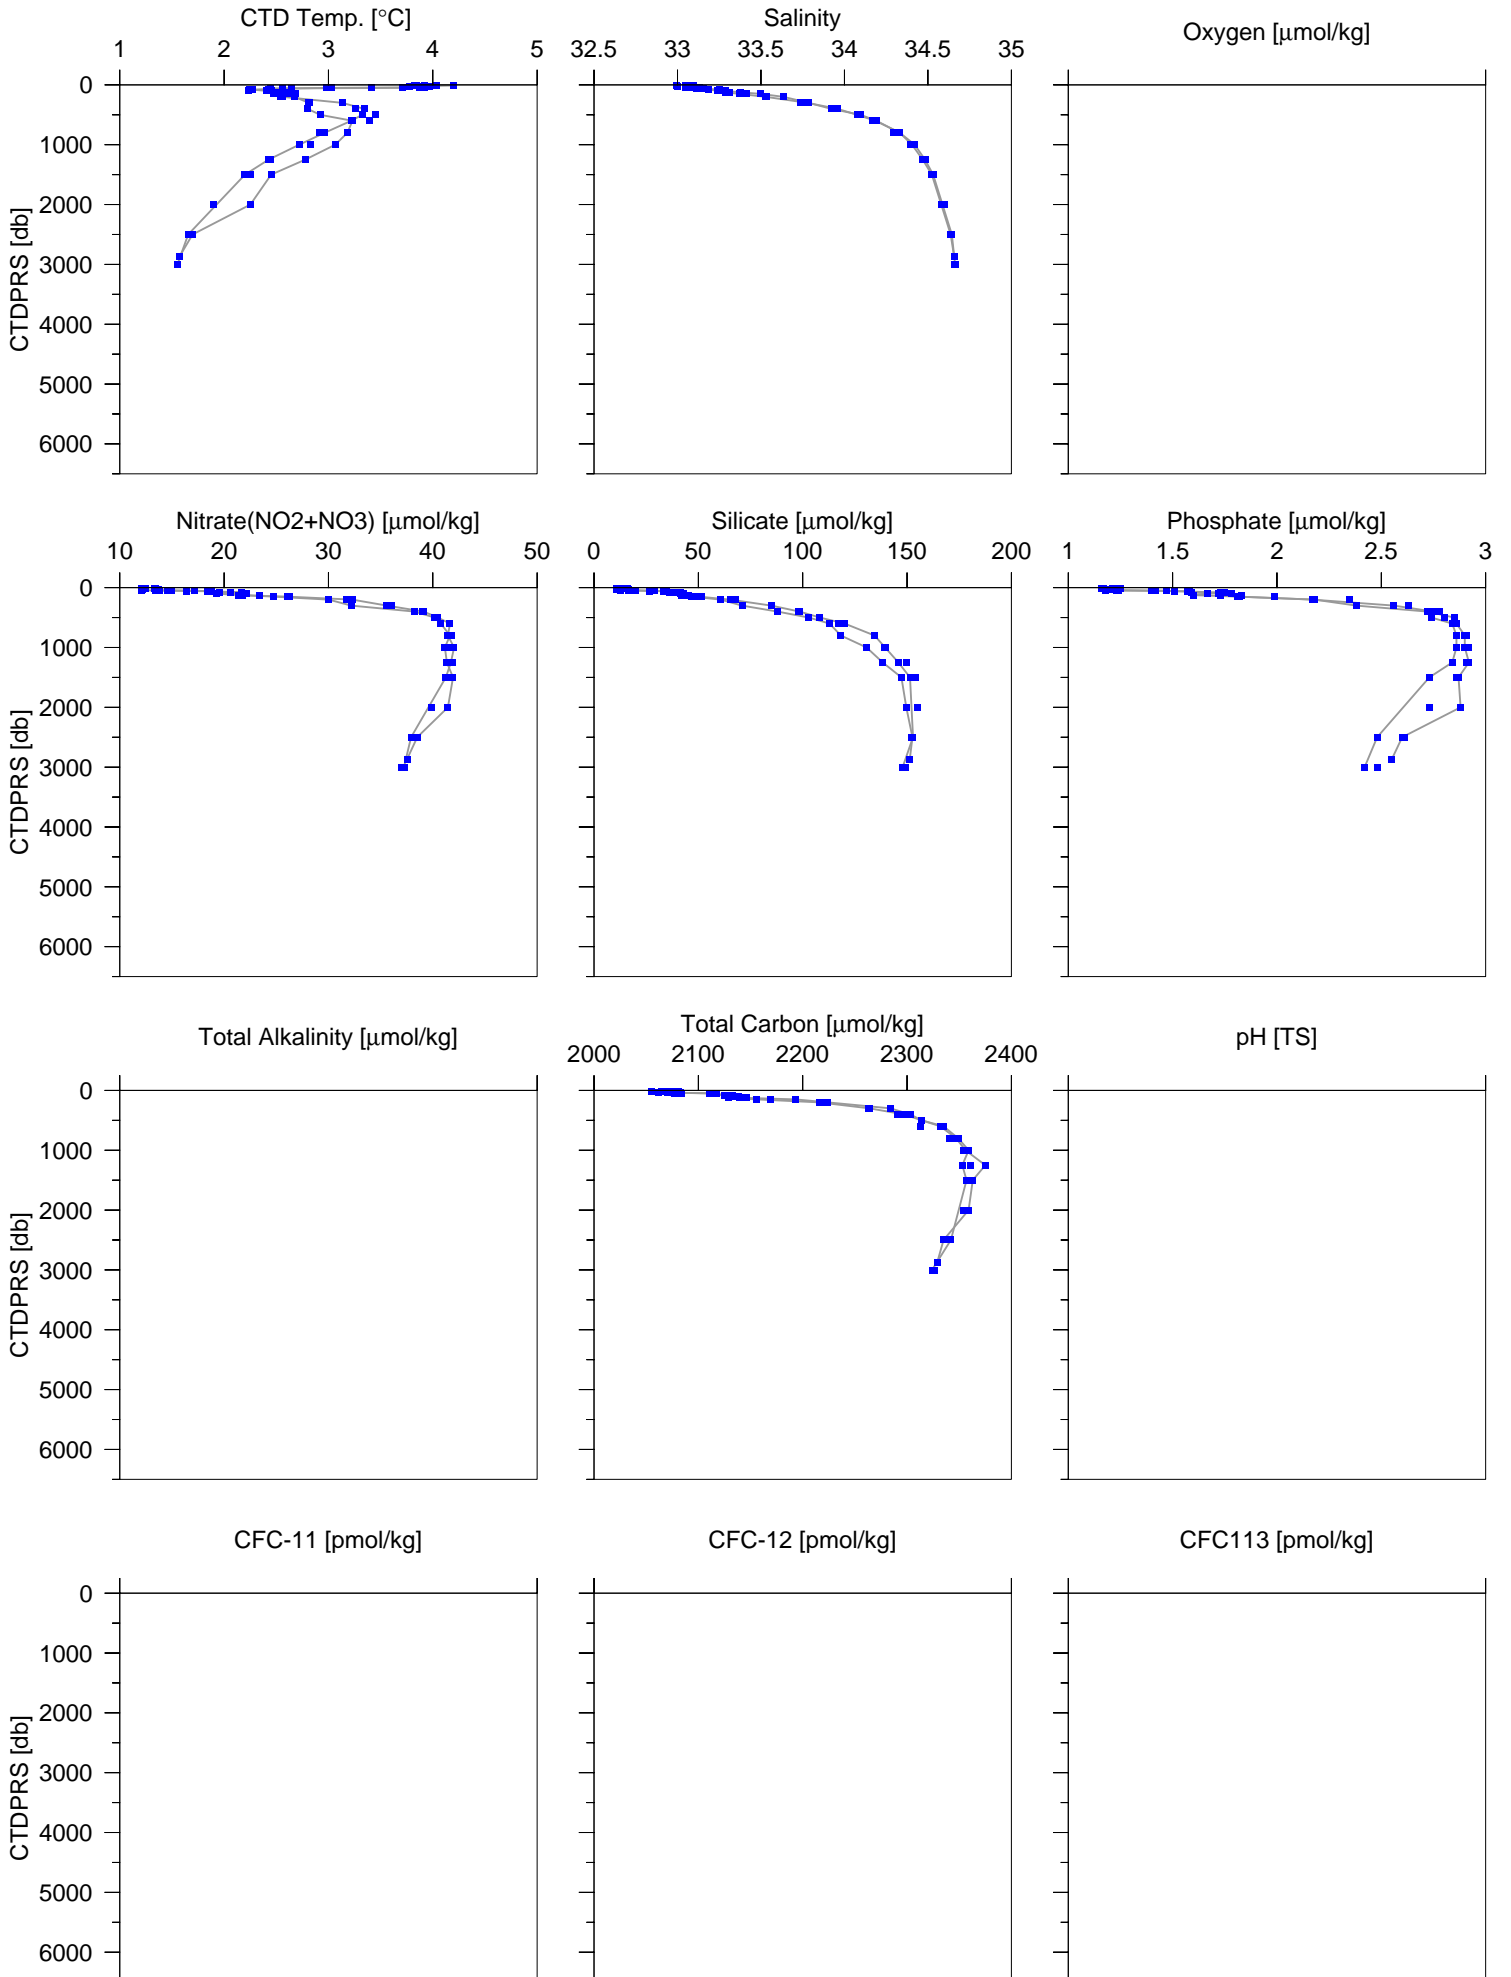 CTD Temp. [°C]
Salinity
Oxygen [μmol/kg]
1 2 3 4 5
32.5 33 33.5 34 34.5 35
0
1000
2000
3000
4000
5000
6000
CTDPRS [db]
Nitrate(NO2+NO3) [μmol/kg]
Silicate [μmol/kg]
Phosphate [μmol/kg]
10 20 30 40 50
0 50 100 150 200
1 1.5 2 2.5 3
0
1000
2000
3000
4000
5000
6000
CTDPRS [db]
Total Alkalinity [μmol/kg]
Total Carbon [μmol/kg]
pH [TS]
2000 2100 2200 2300 2400
0
1000
2000
3000
4000
5000
6000
CTDPRS [db]
CFC-11 [pmol/kg]
CFC-12 [pmol/kg]
CFC113 [pmol/kg]
0
1000
2000
3000
4000
5000
6000
CTDPRS [db]